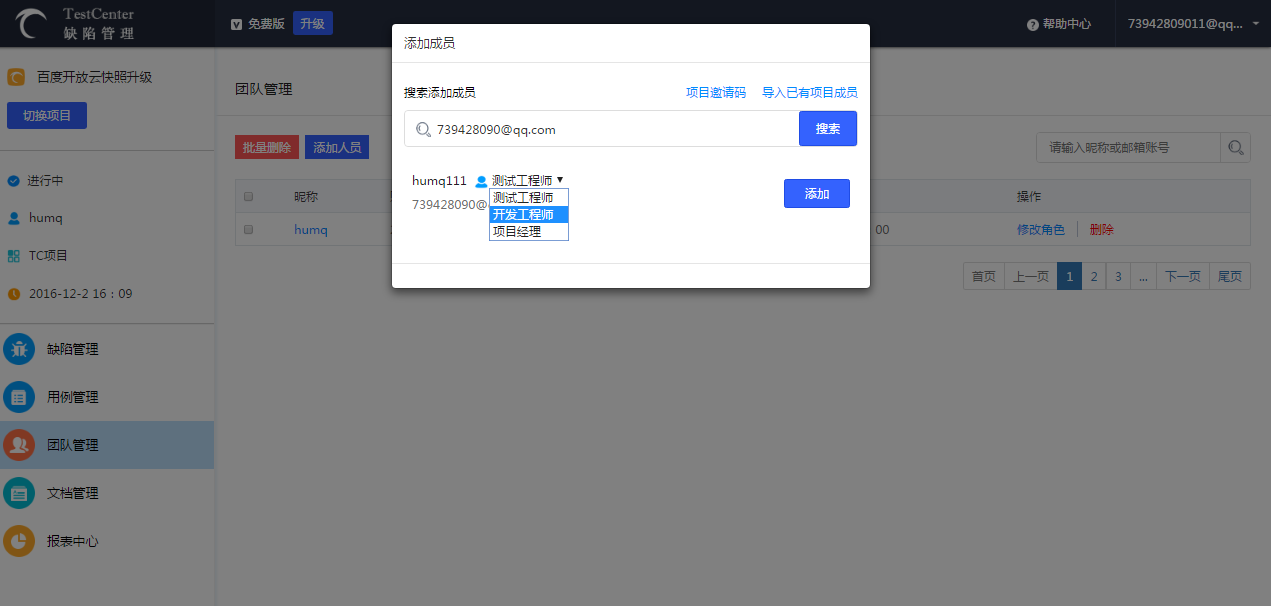 TestCenter
缺陷管理
免费版 升级
帮助中心
73942809011@qq...
百度开放云快照升级
切换项目
进行中
humq
TC项目
2016-12-2 16：09
缺陷管理
用例管理
团队管理
文档管理
报表中心
团队管理
批量删除 添加人员
请输入昵称或邮箱账号
昵称
操作
humq
00
修改角色 删除
首页 上一页 1 2 3 ... 下一页 尾页
添加成员
搜索添加成员
项目邀请码 导入已有项目成员
739428090@qq.com
搜索
humq111 测试工程师
添加
739428090@
测试工程师
开发工程师
项目经理